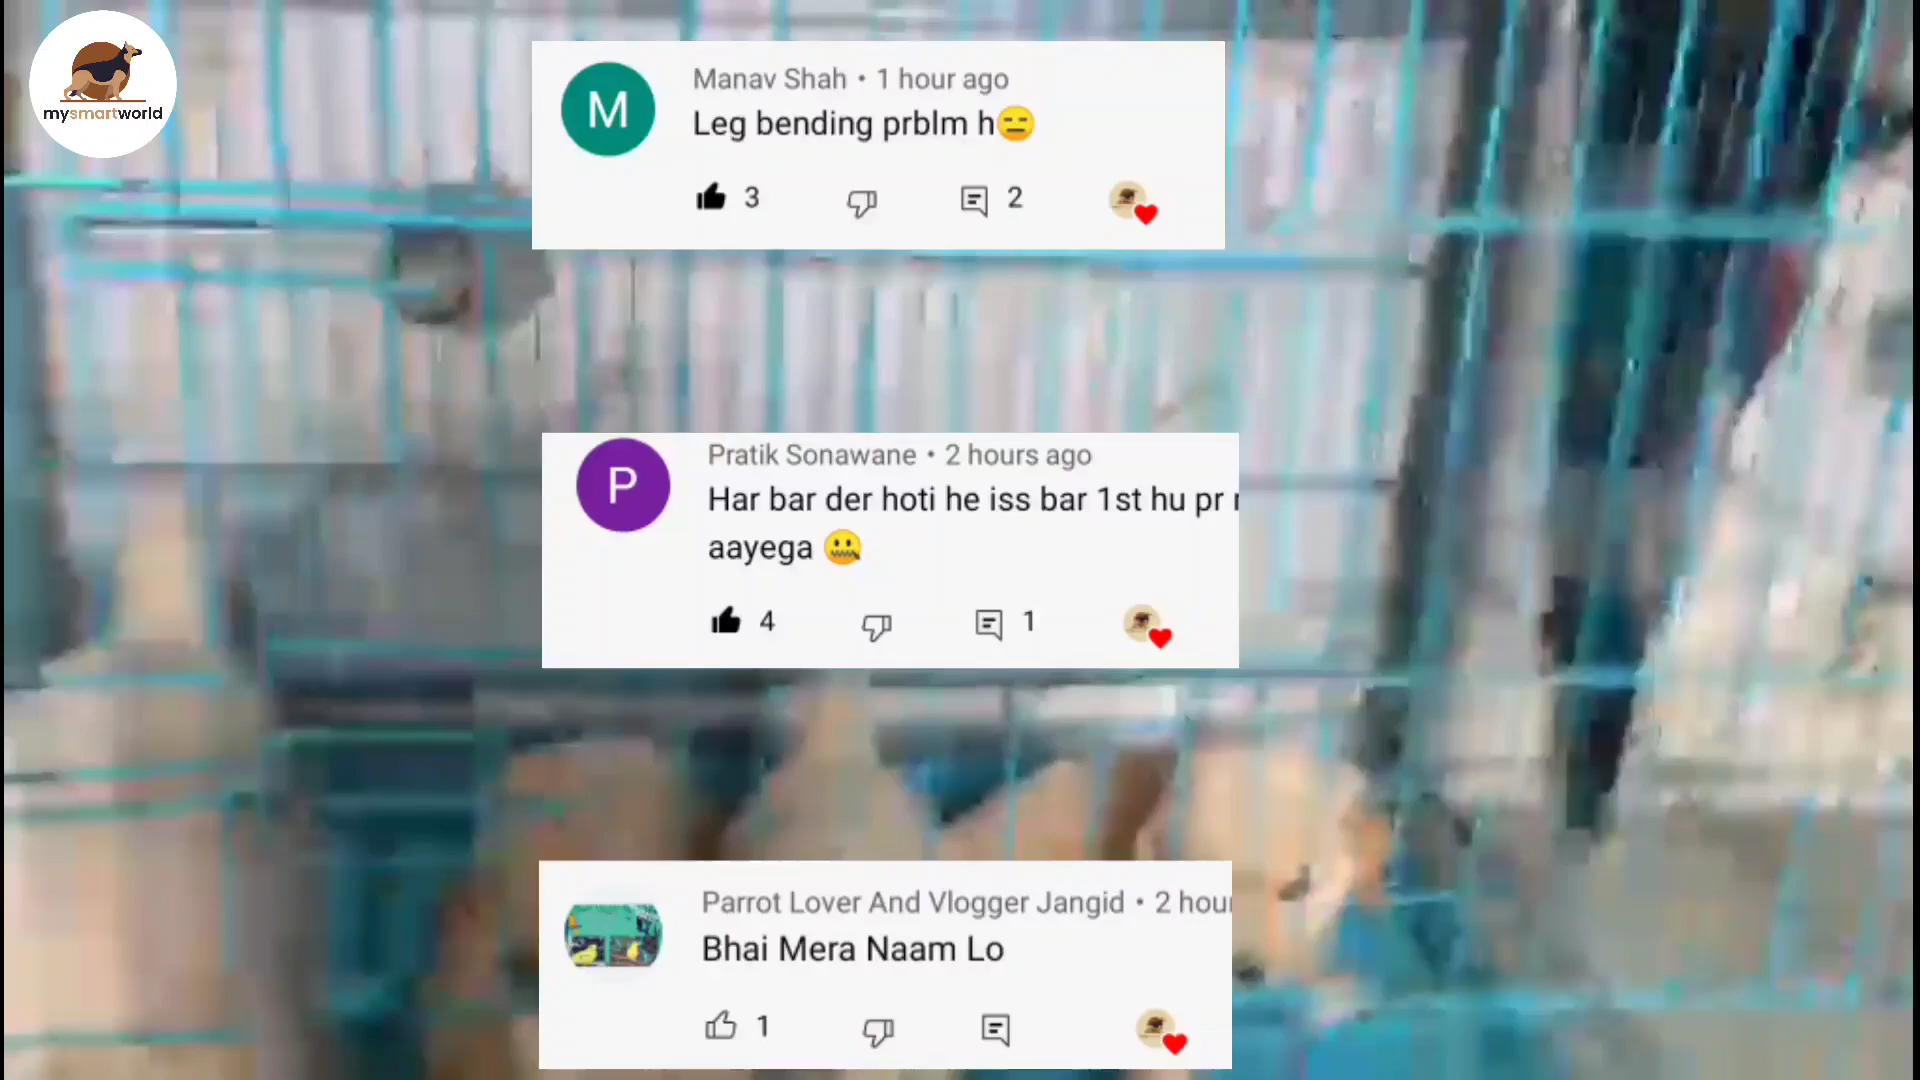 mysmartworld
M
Manav Shah • 1 hour ago
Leg bending prblm h😑
3
2
P
Pratik Sonawane • 2 hours ago
Har bar der hoti he iss bar 1st hu pr
aayega 🤐
4
1
Parrot Lover And Vlogger Jangid • 2
Bhai Mera Naam Lo
1